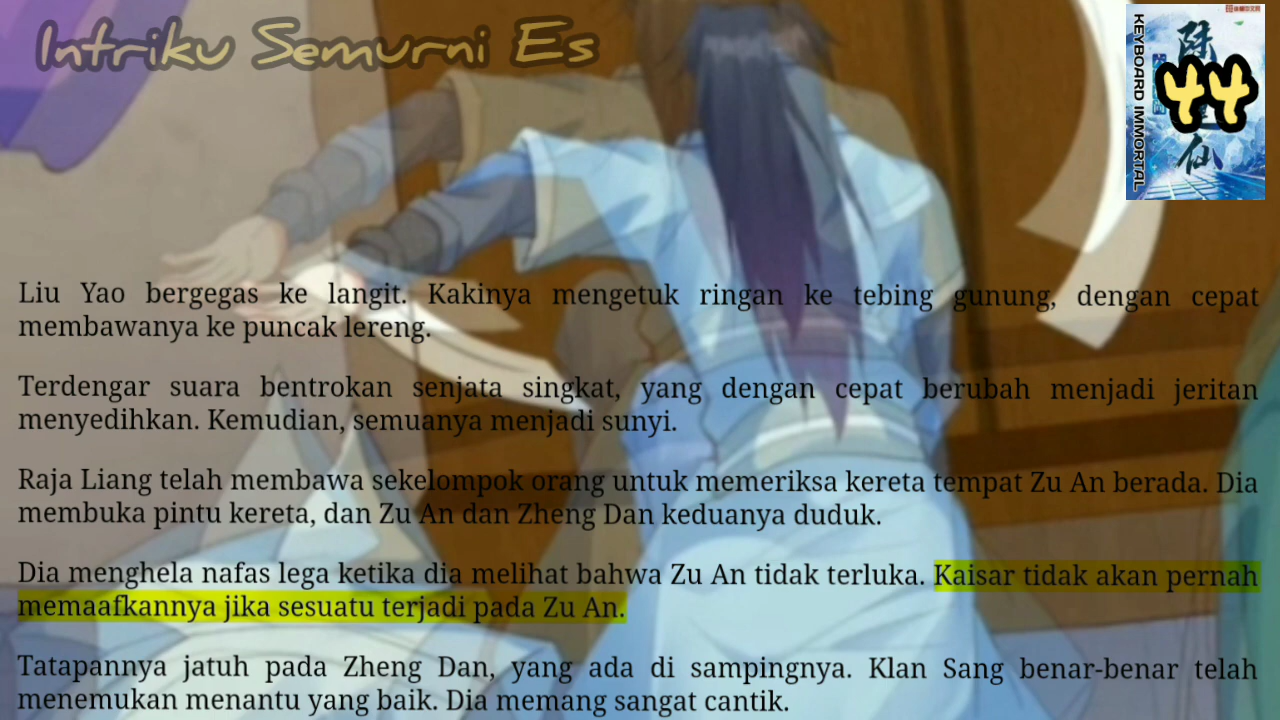 Intriku Semurni Es
KEYBOARD IMMORTAL
陆
44
仙
Liu Yao bergegas ke langit. Kakinya mengetuk ringan ke tebing gunung, dengan cepat
membawanya ke puncak lereng.
Terdengar suara bentrokan senjata singkat, yang dengan cepat berubah menjadi jeritan
menyedihkan. Kemudian, semuanya menjadi sunyi.
Raja Liang telah membawa sekelompok orang untuk memeriksa kereta tempat Zu An berada. Dia
membuka pintu kereta, dan Zu An dan Zheng Dan keduanya duduk.
Dia menghela nafas lega ketika dia melihat bahwa Zu An tidak terluka. Kaisar tidak akan pernah
memaafkannya jika sesuatu terjadi pada Zu An.
Tatapannya jatuh pada Zheng Dan, yang ada di sampingnya. Klan Sang benar-benar telah
menemukan menantu yang baik. Dia memang sangat cantik.